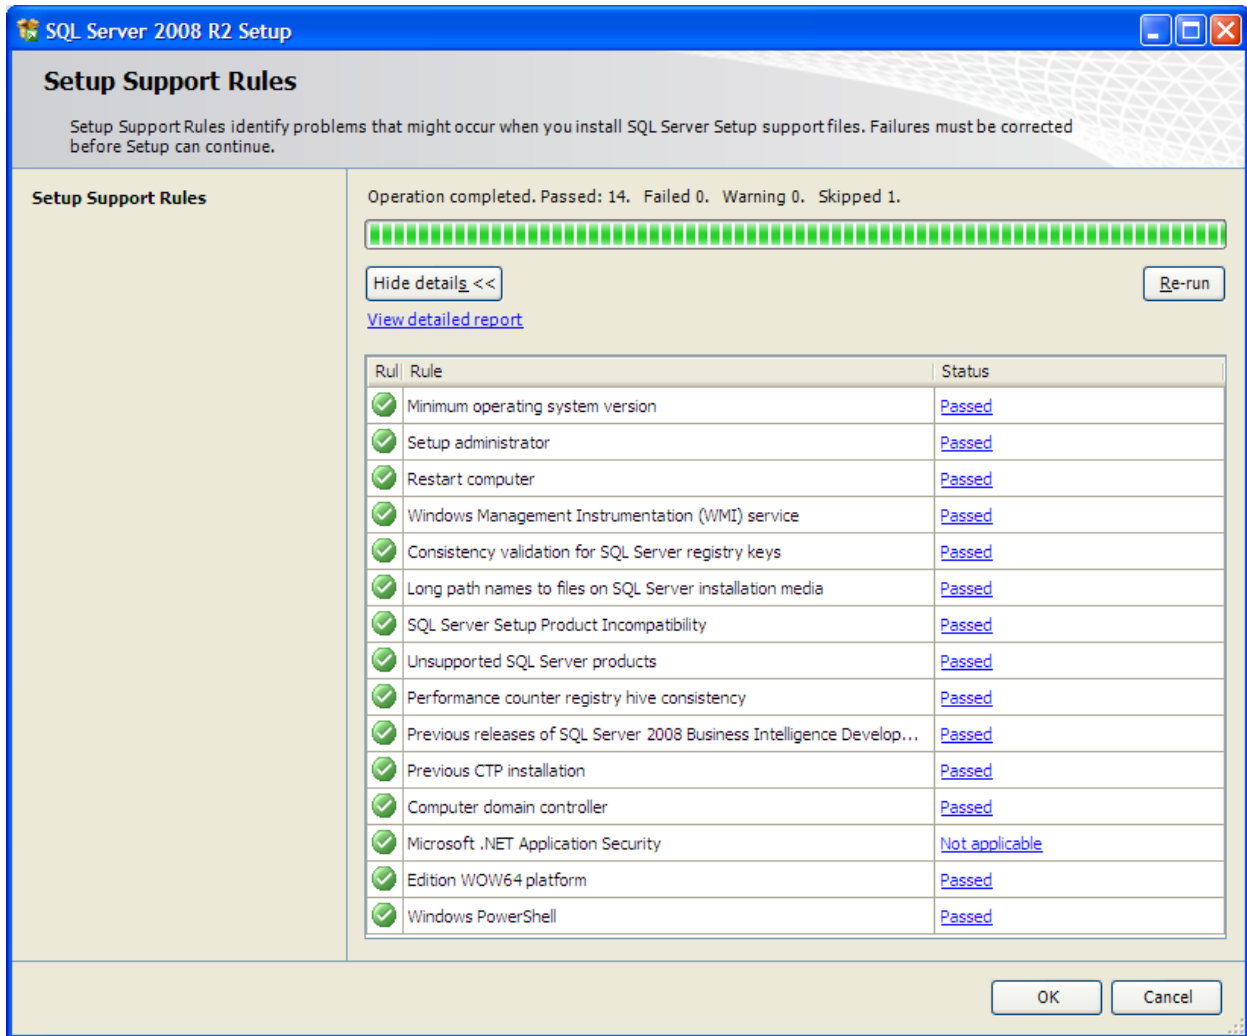 SQL Server 2008 R2 Setup
Setup Support Rules
Setup Support Rules identify problems that might occur when you install SQL Server Setup support files. Failures must be corrected
before Setup can continue.
Setup Support Rules
Operation completed. Passed: 14.   Failed 0.   Warning 0.   Skipped 1.
Hide details <<
Re-run
View detailed report
Rul Rule Status
Minimum operating system version Passed
Setup administrator Passed
Restart computer Passed
Windows Management Instrumentation (WMI) service Passed
Consistency validation for SQL Server registry keys Passed
Long path names to files on SQL Server installation media Passed
SQL Server Setup Product Incompatibility Passed
Unsupported SQL Server products Passed
Performance counter registry hive consistency Passed
Previous releases of SQL Server 2008 Business Intelligence Develop... Passed
Previous CTP installation Passed
Computer domain controller Passed
Microsoft .NET Application Security Not applicable
Edition WOW64 platform Passed
Windows PowerShell Passed
OK Cancel